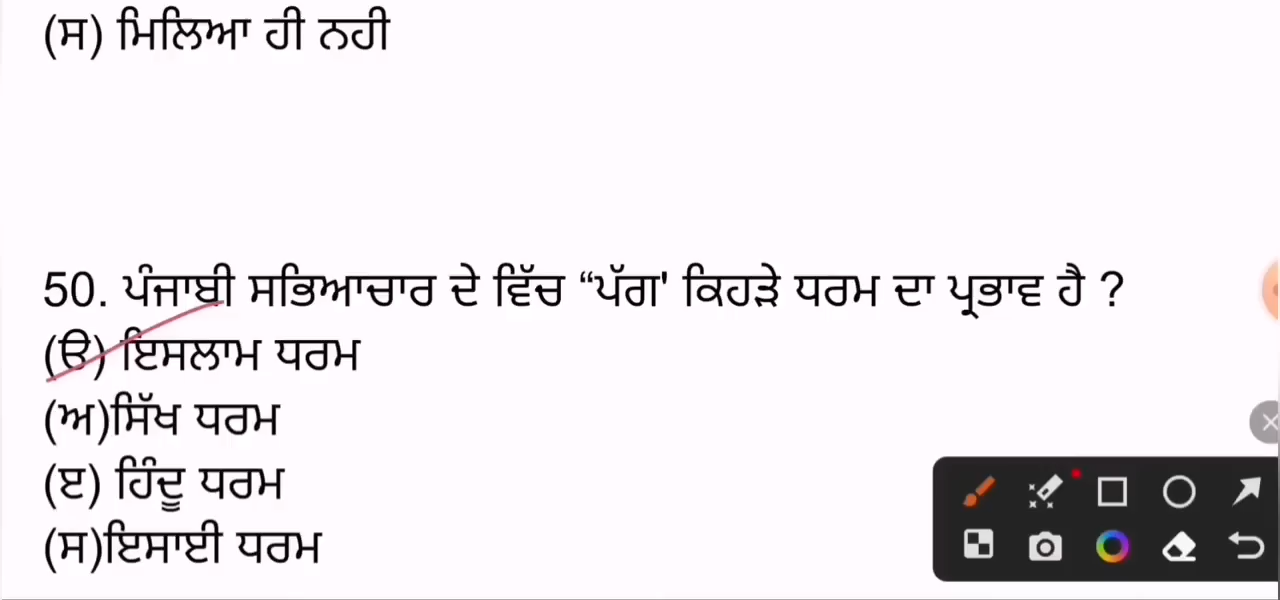 (ਸ) ਮਿਲਿਆ ਹੀ ਨਹੀ
50. ਪੰਜਾਬੀ ਸਭਿਆਚਾਰ ਦੇ ਵਿੱਚ “ਪੱਗ' ਕਿਹੜੇ ਧਰਮ ਦਾ ਪ੍ਰਭਾਵ ਹੈ ?
(ੳ) ਇਸਲਾਮ ਧਰਮ
(ਅ)ਸਿੱਖ ਧਰਮ
(ੲ) ਹਿੰਦੂ ਧਰਮ
(ਸ)ਇਸਾਈ ਧਰਮ